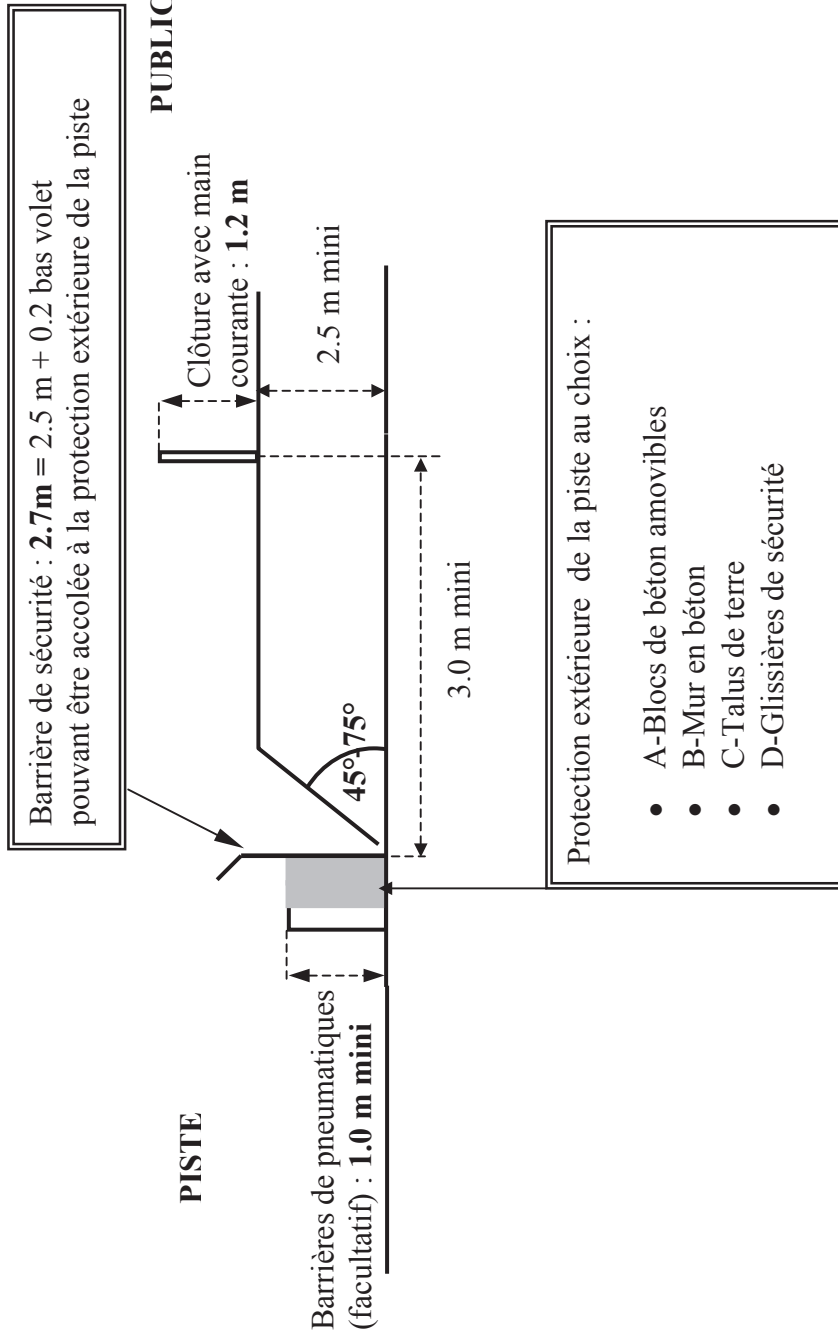 Barrière de sécurité : 2.7m = 2.5 m + 0.2 bas volet
pouvant être accolée à la protection extérieure de la piste
PUBLIC
PISTE
Clôture avec main
courante : 1.2 m
2.5 m mini
45°-75°
3.0 m mini
Barrières de pneumatiques
(facultatif) : 1.0 m mini
Protection extérieure de la piste au choix :
• A-Blocs de béton amovibles
• B-Mur en béton
• C-Talus de terre
• D-Glissières de sécurité